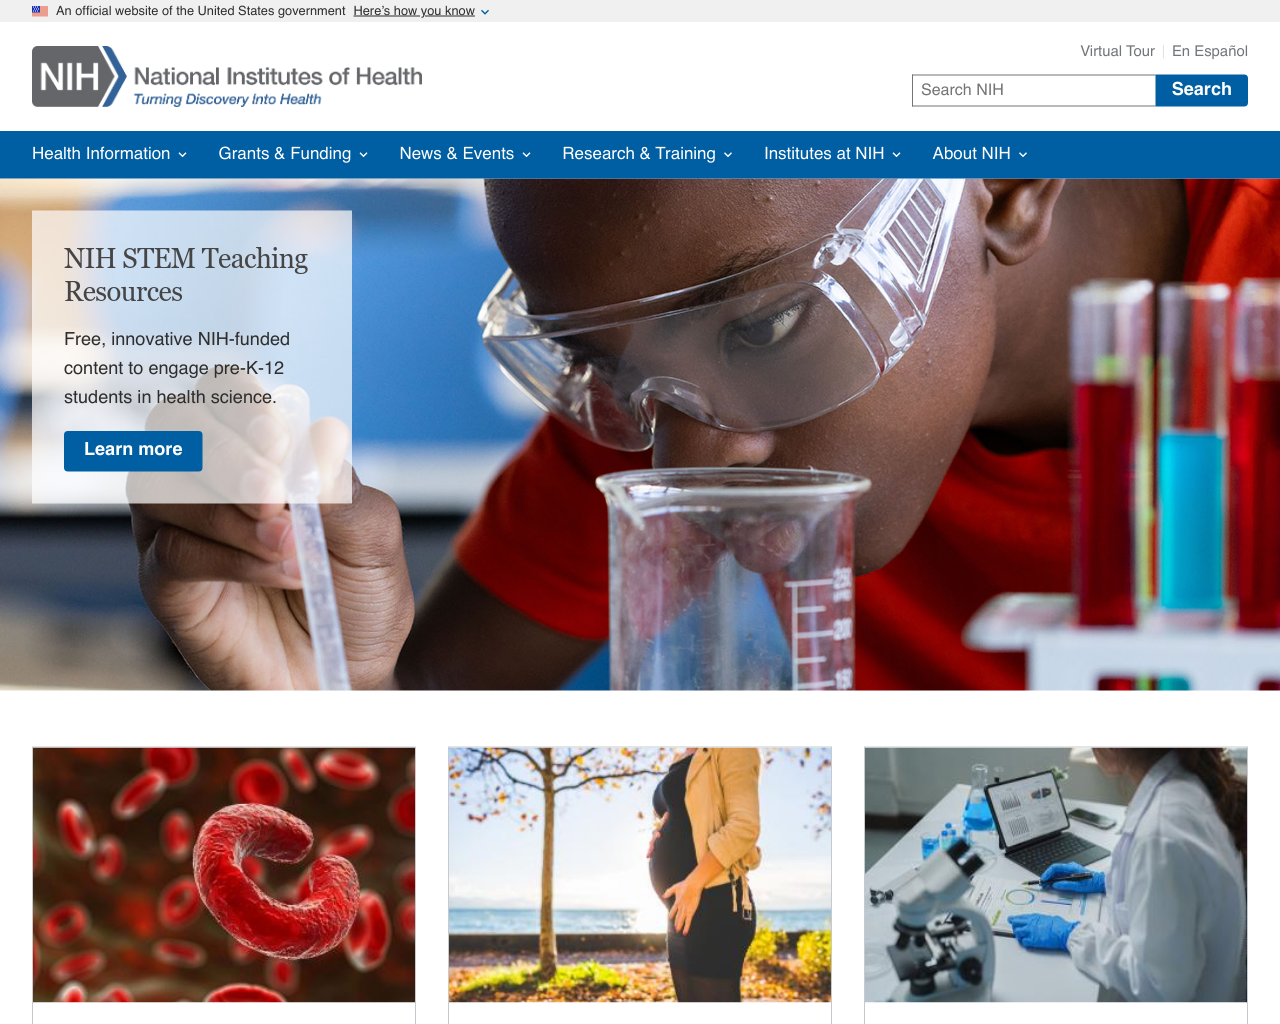 An official website of the United States government Here’s how you know
Virtual Tour En Español
NIH National Institutes of Health
Turning Discovery Into Health
Search NIH Search
Health Information Grants & Funding News & Events Research & Training Institutes at NIH About NIH
NIH STEM Teaching
Resources
Free, innovative NIH-funded
content to engage pre-K-12
students in health science.
Learn more
250
200
150